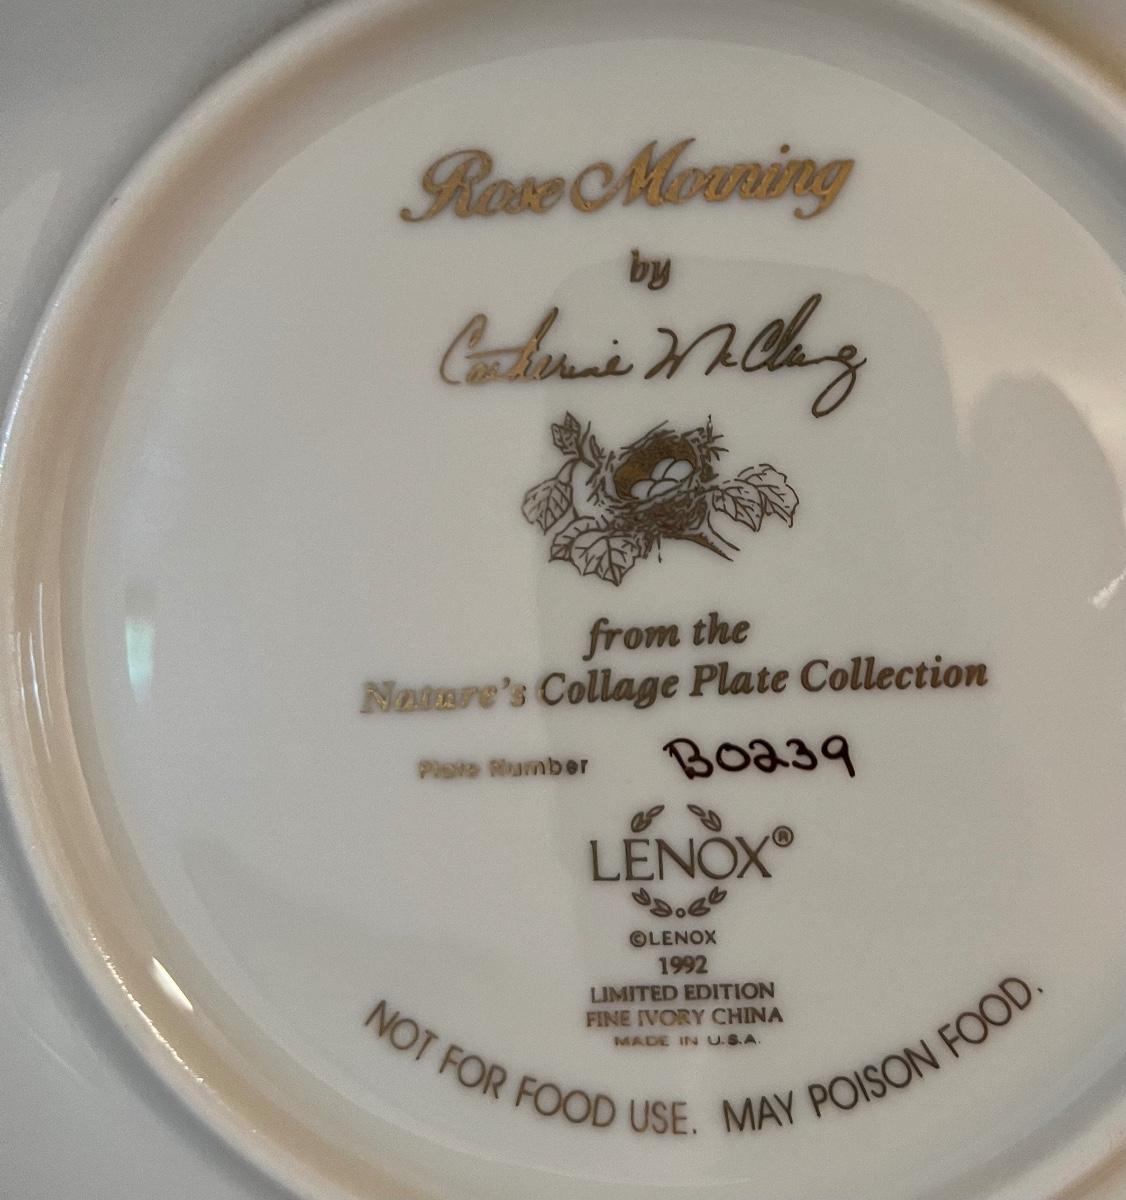 Rose Morning
by
Catherine McClung
from the
Nature's Collage Plate Collection
Plate Number B0239
LENOX®
©LENOX
1992
LIMITED EDITION
FINE IVORY CHINA
MADE IN U.S.A.
NOT FOR FOOD USE. MAY POISON FOOD.